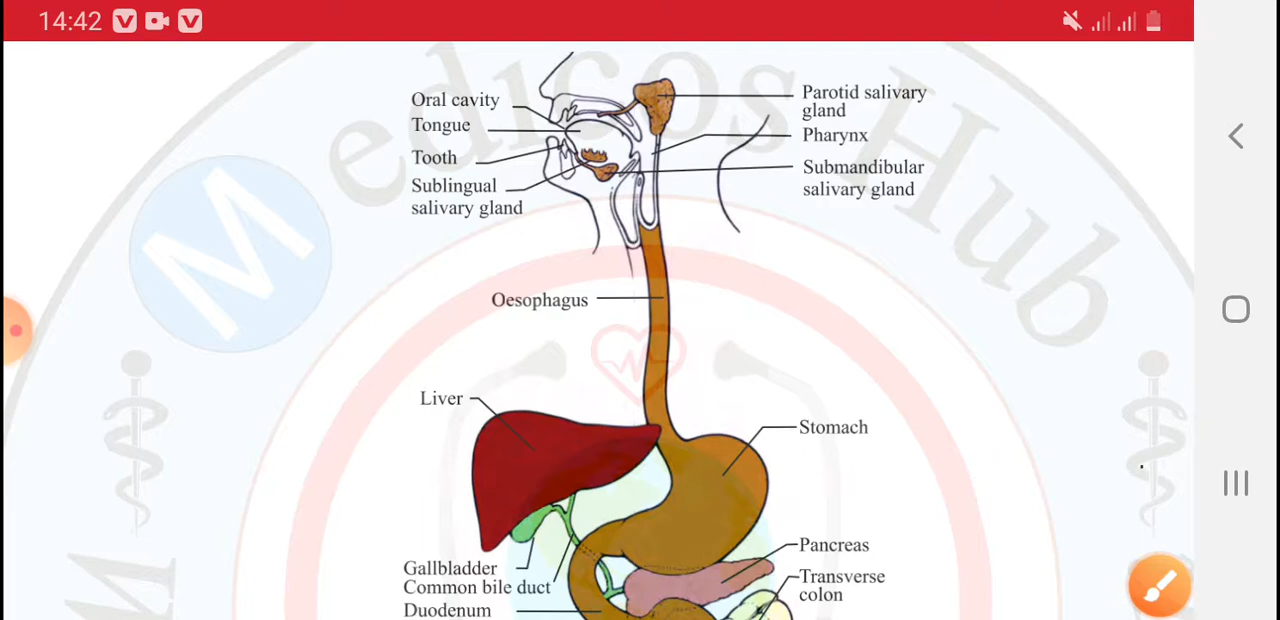 14:42
Medicos Hub
Oral cavity
Tongue
Tooth
Sublingual
salivary gland
Parotid salivary
gland
Pharynx
Submandibular
salivary gland
Oesophagus
Liver
Stomach
Gallbladder
Common bile duct
Duodenum
Pancreas
Transverse
colon
M